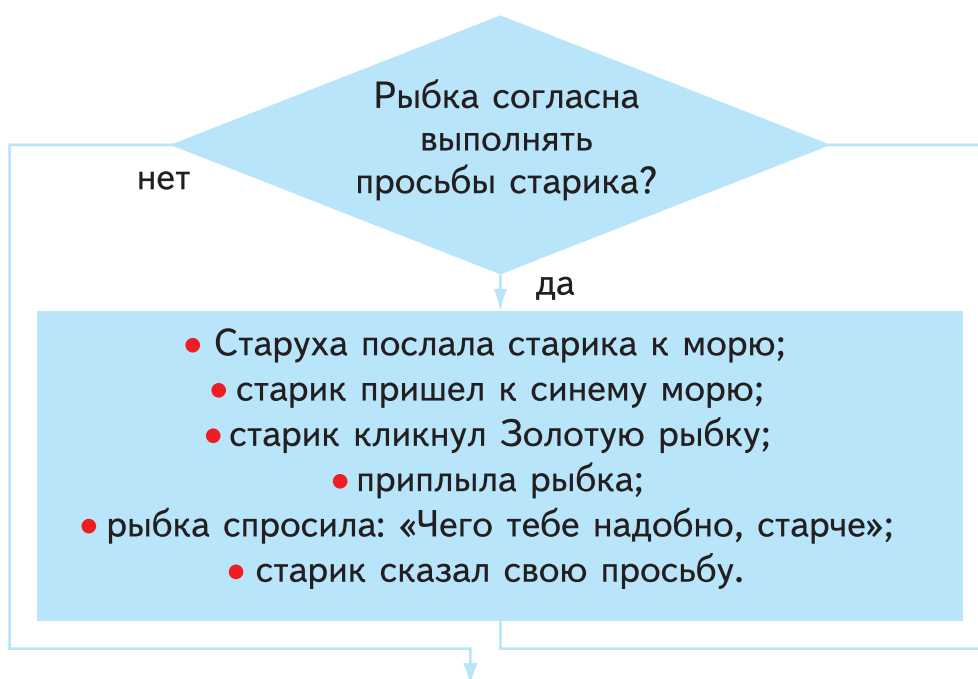 Рыбка согласна
выполнять
просьбы старика?
нет
да
• Старуха послала старика к морю;
• старик пришел к синему морю;
• старик кликнул Золотую рыбку;
• приплыла рыбка;
• рыбка спросила: «Чего тебе надобно, старче»;
• старик сказал свою просьбу.